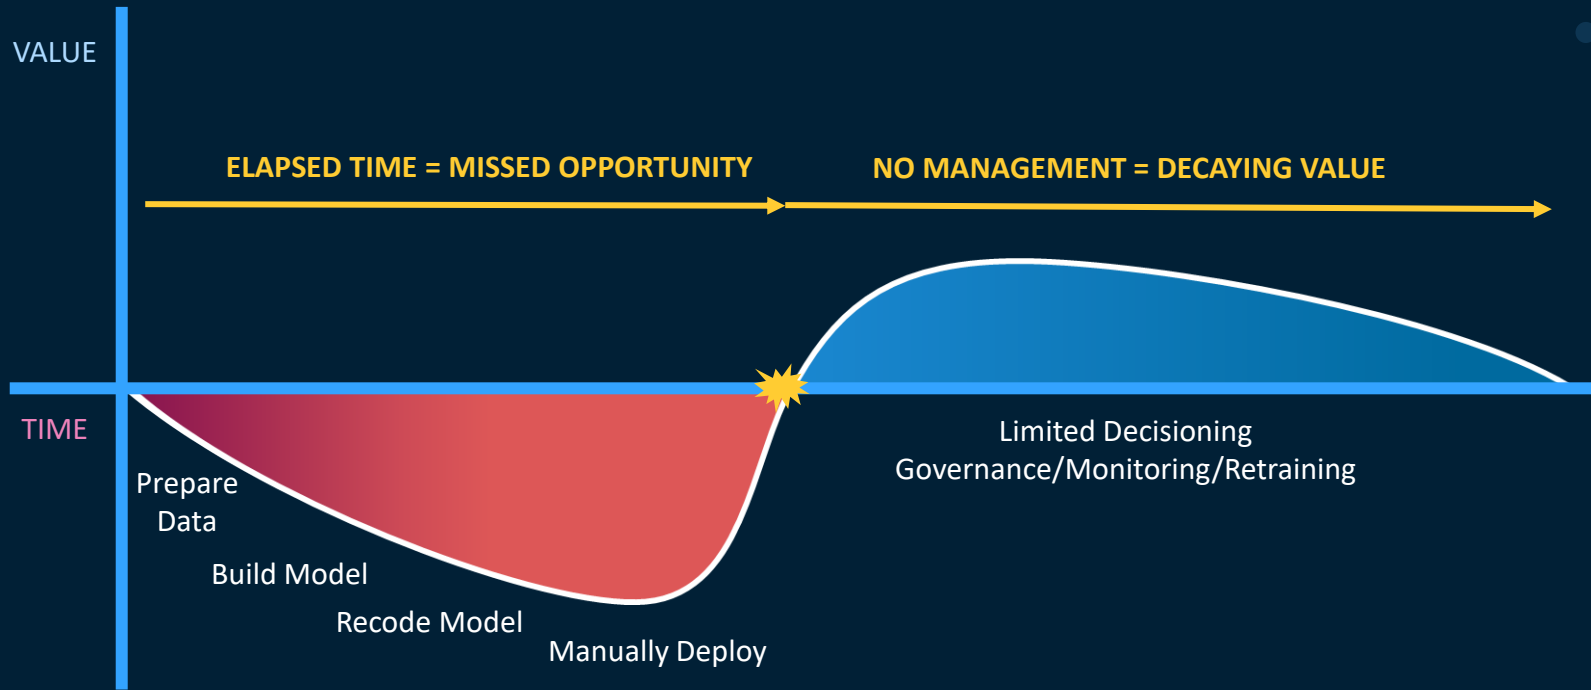 VALUE
ELAPSED TIME = MISSED OPPORTUNITY
NO MANAGEMENT = DECAYING VALUE
TIME
Prepare
Data
Build Model
Recode Model
Manually Deploy
Limited Decisioning
Governance/Monitoring/Retraining